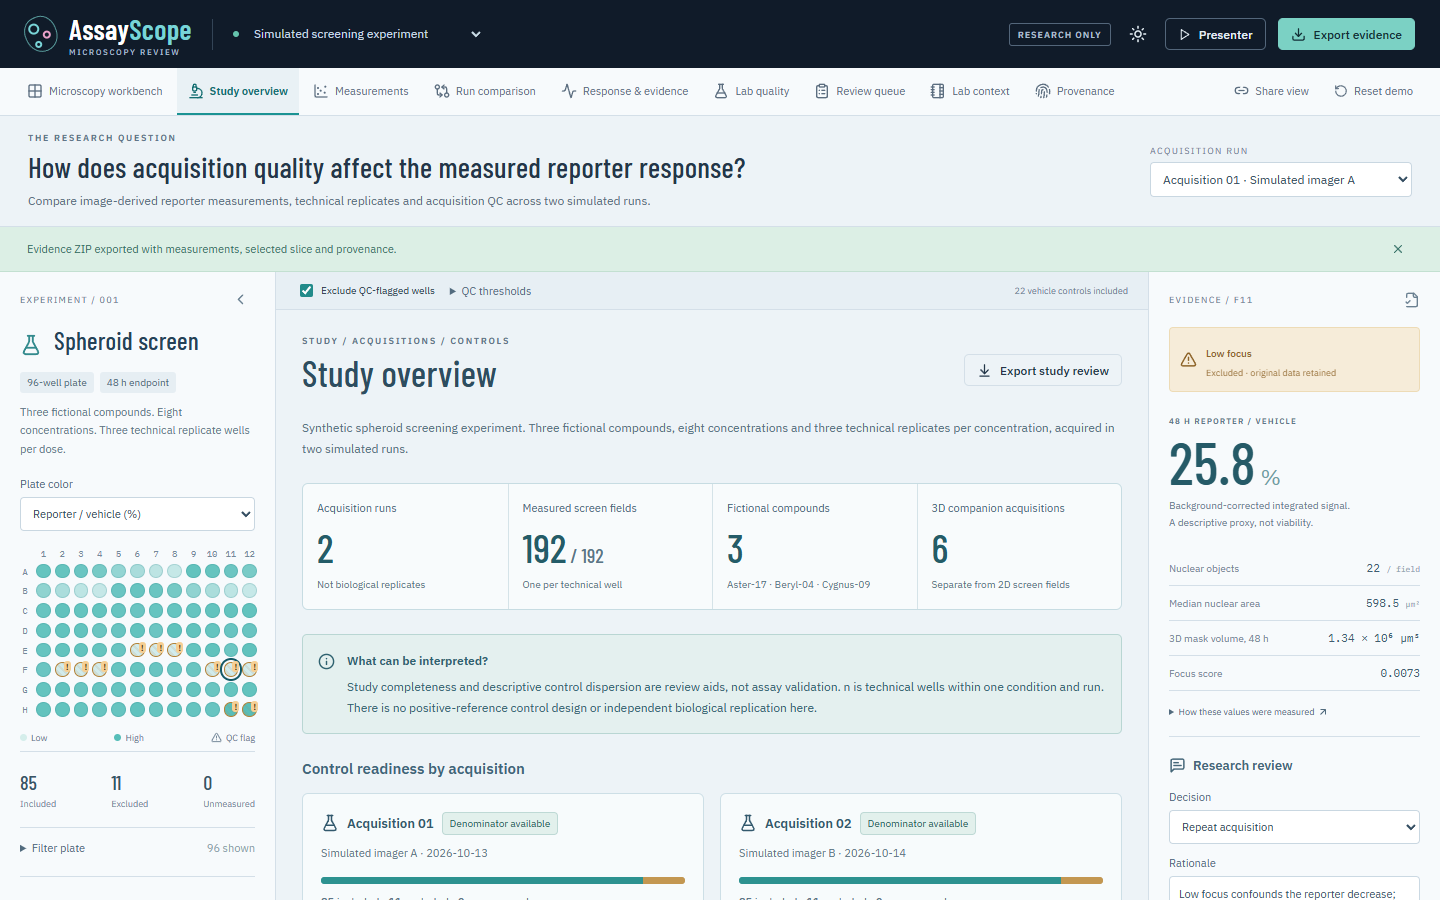 AssayScope
MICROSCOPY REVIEW
Simulated screening experiment
RESEARCH ONLY
Presenter
Export evidence
Microscopy workbench
Study overview
Measurements
Run comparison
Response & evidence
Lab quality
Review queue
Lab context
Provenance
Share view
Reset demo
THE RESEARCH QUESTION
How does acquisition quality affect the measured reporter response?
Compare image-derived reporter measurements, technical replicates and acquisition QC across two simulated runs.
ACQUISITION RUN
Acquisition 01 · Simulated imager A
Evidence ZIP exported with measurements, selected slice and provenance.
EXPERIMENT / 001
Spheroid screen
96-well plate
48 h endpoint
Three fictional compounds. Eight
concentrations. Three technical replicate wells
per dose.
Plate color
Reporter / vehicle (%)
1 2 3 4 5 6 7 8 9 10 11 12
A
B
C
D
E
! ! !
F
! ! ! ! ! !
G
H
! !
Low
High
QC flag
85
Included
11
Excluded
0
Unmeasured
Filter plate
96 shown
Exclude QC-flagged wells
QC thresholds
22 vehicle controls included
STUDY / ACQUISITIONS / CONTROLS
Study overview
Export study review
Synthetic spheroid screening experiment. Three fictional compounds, eight concentrations and three technical replicates per concentration, acquired in
two simulated runs.
Acquisition runs
2
Not biological replicates
Measured screen fields
192 / 192
One per technical well
Fictional compounds
3
Aster-17 · Beryl-04 · Cygnus-09
3D companion acquisitions
6
Separate from 2D screen fields
What can be interpreted?
Study completeness and descriptive control dispersion are review aids, not assay validation. n is technical wells within one condition and run.
There is no positive-reference control design or independent biological replication here.
Control readiness by acquisition
Acquisition 01
Denominator available
Simulated imager A · 2026-10-13
Acquisition 02
Denominator available
Simulated imager B · 2026-10-14
EVIDENCE / F11
Low focus
Excluded · original data retained
48 H REPORTER / VEHICLE
25.8 %
Background-corrected integrated signal.
A descriptive proxy, not viability.
Nuclear objects
22 / field
Median nuclear area
598.5 µm²
3D mask volume, 48 h
1.34 × 10⁶ µm³
Focus score
0.0073
How these values were measured
Research review
Decision
Repeat acquisition
Rationale
Low focus confounds the reporter decrease;